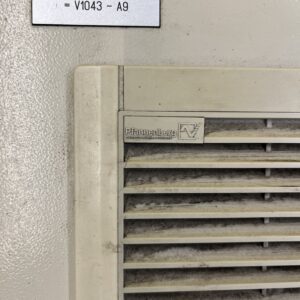 = V1043 - A9
Pfannenberg